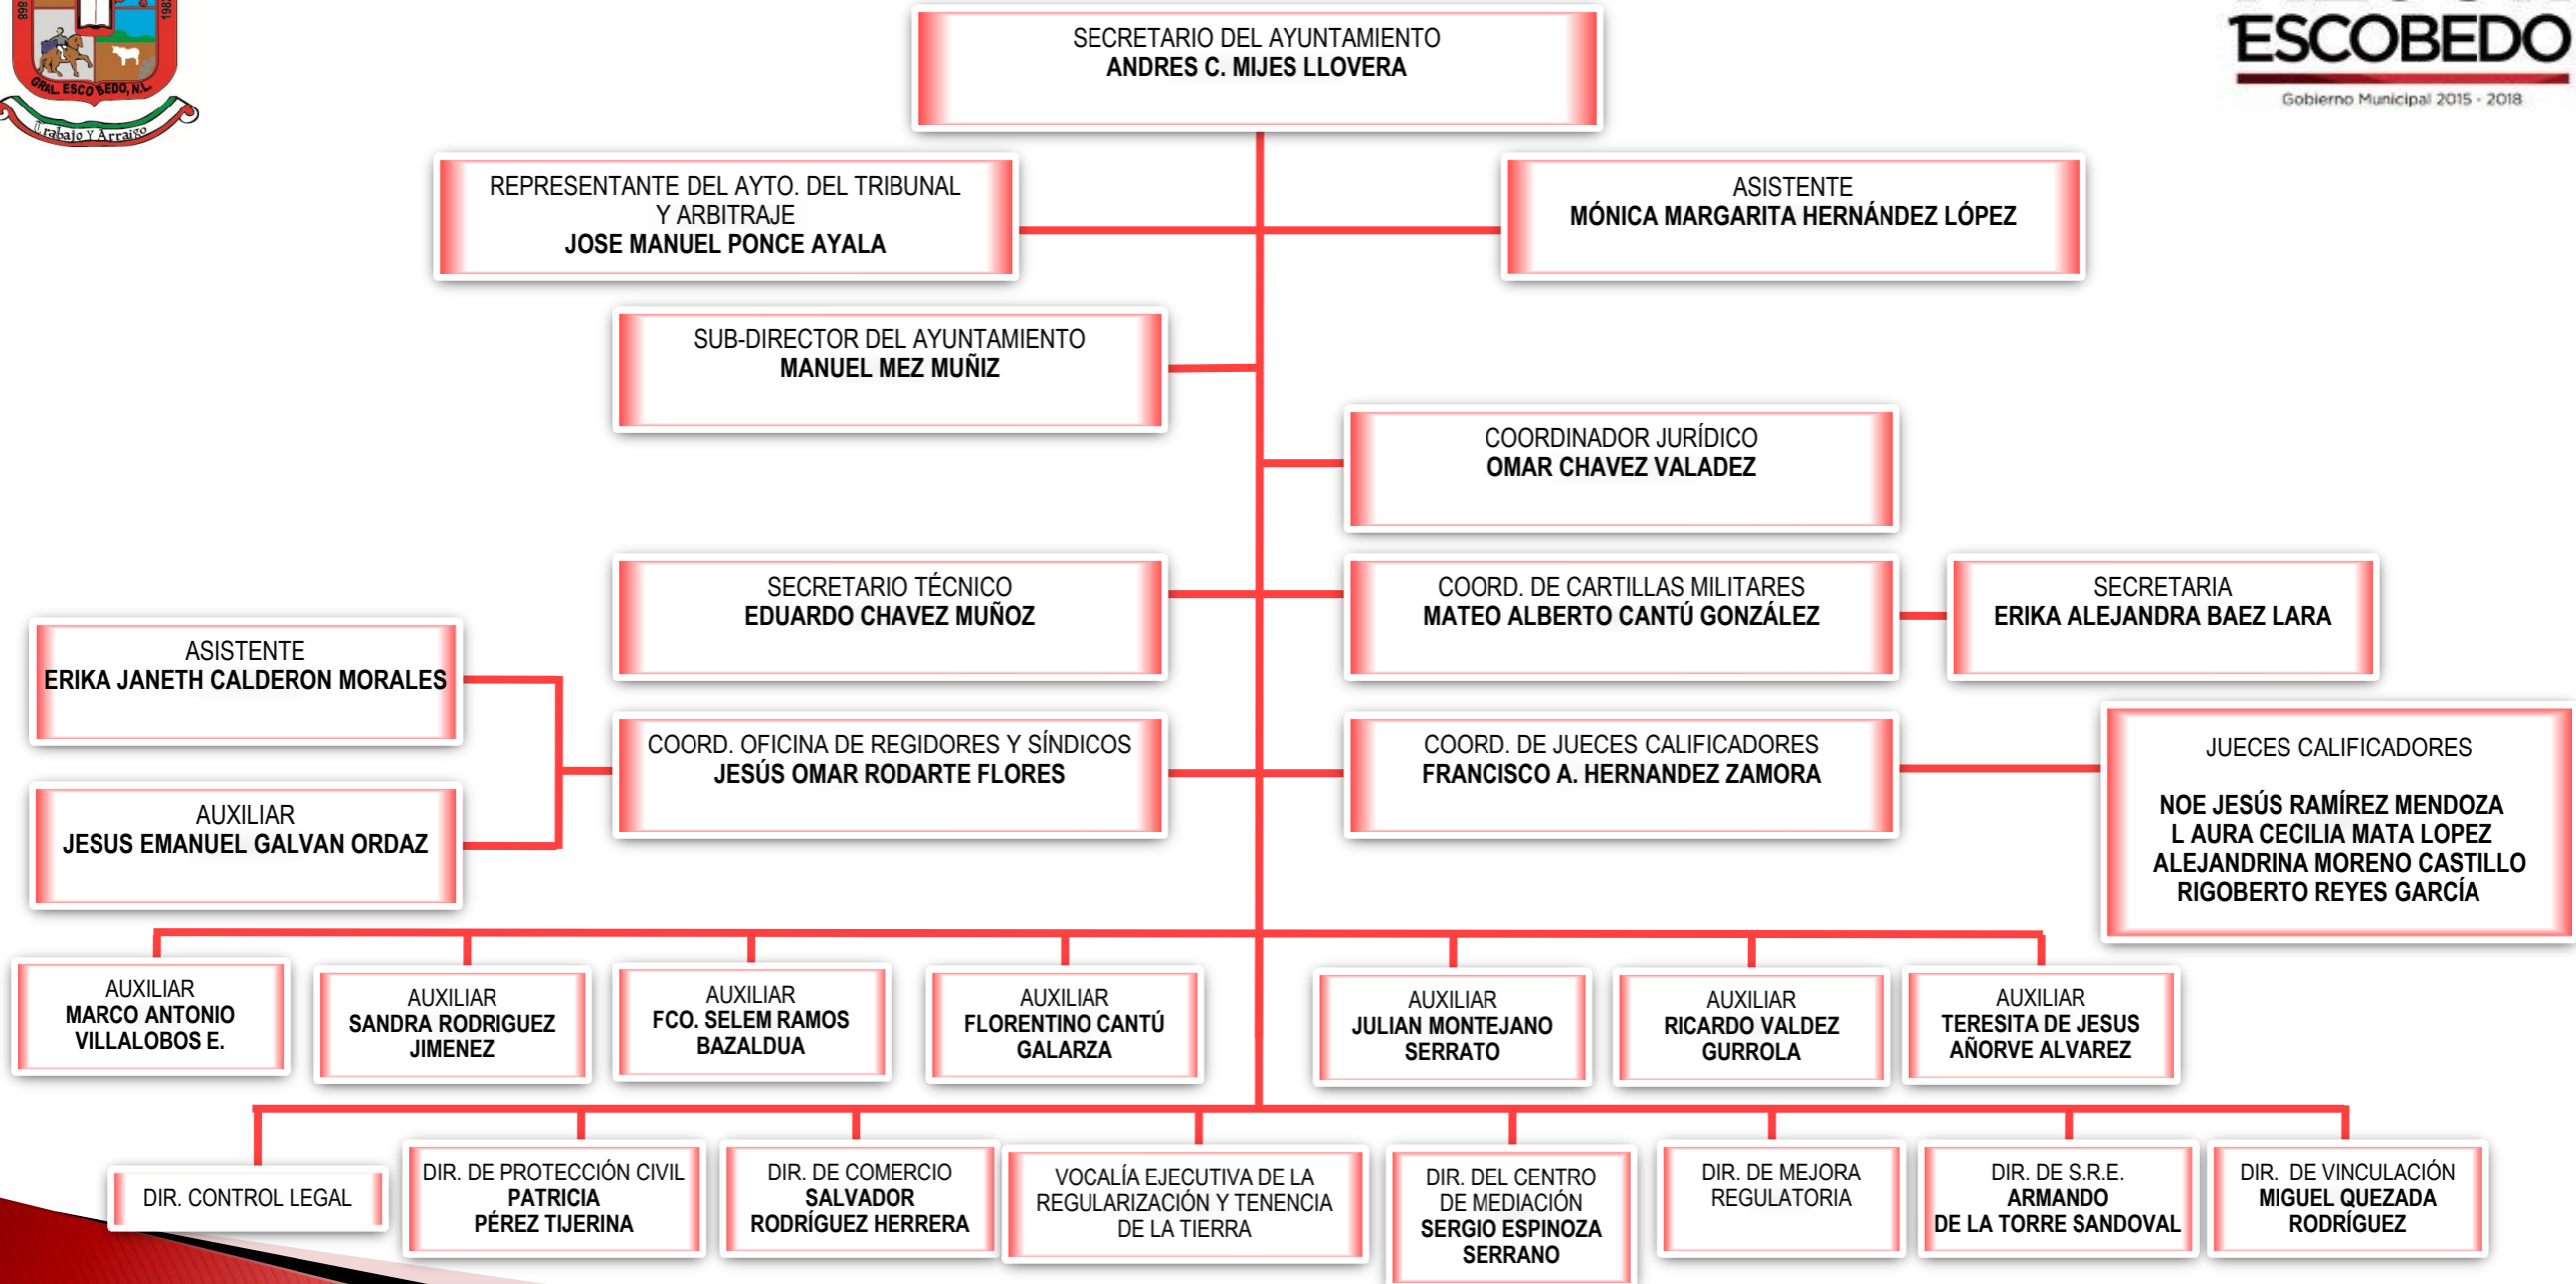 898
1982
GRAL. ESCOBEDO, N.L.
Trabajo Y Arraigo
ESCOBEDO
Gobierno Municipal 2015 - 2018
SECRETARIO DEL AYUNTAMIENTO
ANDRES C. MIJES LLOVERA
REPRESENTANTE DEL AYTO. DEL TRIBUNAL
Y ARBITRAJE
JOSE MANUEL PONCE AYALA
ASISTENTE
MÓNICA MARGARITA HERNÁNDEZ LÓPEZ
SUB-DIRECTOR DEL AYUNTAMIENTO
MANUEL MEZ MUÑIZ
COORDINADOR JURÍDICO
OMAR CHAVEZ VALADEZ
SECRETARIO TÉCNICO
EDUARDO CHAVEZ MUÑOZ
COORD. DE CARTILLAS MILITARES
MATEO ALBERTO CANTÚ GONZÁLEZ
SECRETARIA
ERIKA ALEJANDRA BAEZ LARA
ASISTENTE
ERIKA JANETH CALDERON MORALES
AUXILIAR
JESUS EMANUEL GALVAN ORDAZ
COORD. OFICINA DE REGIDORES Y SÍNDICOS
JESÚS OMAR RODARTE FLORES
COORD. DE JUECES CALIFICADORES
FRANCISCO A. HERNANDEZ ZAMORA
JUECES CALIFICADORES
NOE JESÚS RAMÍREZ MENDOZA
L AURA CECILIA MATA LOPEZ
ALEJANDRINA MORENO CASTILLO
RIGOBERTO REYES GARCÍA
AUXILIAR
MARCO ANTONIO
VILLALOBOS E.
AUXILIAR
SANDRA RODRIGUEZ
JIMENEZ
AUXILIAR
FCO. SELEM RAMOS
BAZALDUA
AUXILIAR
FLORENTINO CANTÚ
GALARZA
AUXILIAR
JULIAN MONTEJANO
SERRATO
AUXILIAR
RICARDO VALDEZ
GURROLA
AUXILIAR
TERESITA DE JESUS
AÑORVE ALVAREZ
DIR. CONTROL LEGAL
DIR. DE PROTECCIÓN CIVIL
PATRICIA
PÉREZ TIJERINA
DIR. DE COMERCIO
SALVADOR
RODRÍGUEZ HERRERA
VOCALÍA EJECUTIVA DE LA
REGULARIZACIÓN Y TENENCIA
DE LA TIERRA
DIR. DEL CENTRO
DE MEDIACIÓN
SERGIO ESPINOZA
SERRANO
DIR. DE MEJORA
REGULATORIA
DIR. DE S.R.E.
ARMANDO
DE LA TORRE SANDOVAL
DIR. DE VINCULACIÓN
MIGUEL QUEZADA
RODRÍGUEZ